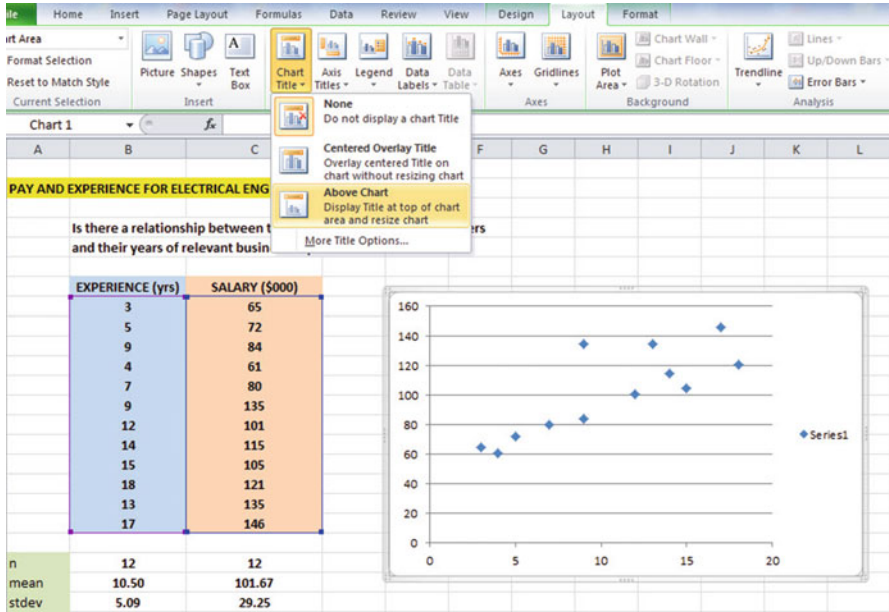 ile Home Insert Page Layout Formulas Data Review View Design Layout Format
rt Area
Format Selection
Reset to Match Style
Current Selection
Picture Shapes Text Box
Insert
Chart Title Axis Titles Legend Data Labels Data Table
Axes Gridlines
Axes
Plot Area
Chart Wall
Chart Floor
3-D Rotation
Background
Trendline
Lines
Up/Down Bars
Error Bars
Analysis
None
Do not display a chart Title
Centered Overlay Title
Overlay centered Title on
chart without resizing chart
Above Chart
Display Title at top of chart
area and resize chart
More Title Options...
Chart 1 fx
A B C F G H I J K L
PAY AND EXPERIENCE FOR ELECTRICAL ENG
Is there a relationship between t ers
and their years of relevant busin
EXPERIENCE (yrs) SALARY ($000)
3 65
5 72
9 84
4 61
7 80
9 135
12 101
14 115
15 105
18 121
13 135
17 146
n 12 12
mean 10.50 101.67
stdev 5.09 29.25
160
140
120
100
80
60
40
20
0
0 5 10 15 20
Series1